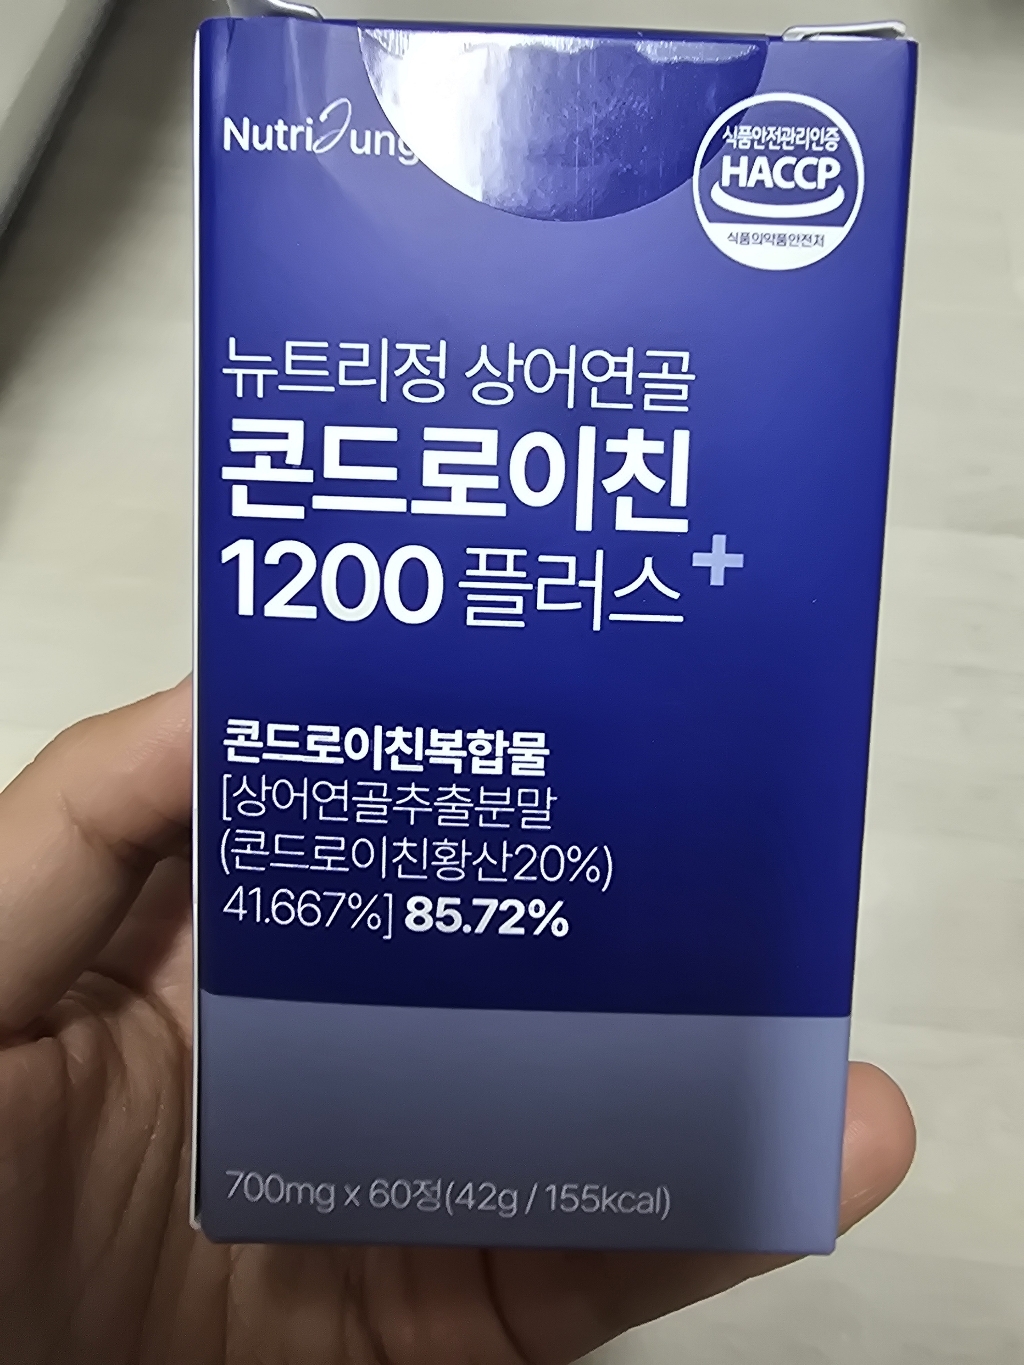 NutriJung
식품안전관리인증
HACCP
식품의약품안전처
뉴트리정 상어연골
콘드로이친
1200 플러스+
콘드로이친복합물
[상어연골추출분말
(콘드로이친황산20%)
41.667%] 85.72%
700mg x 60정(42g / 155kcal)